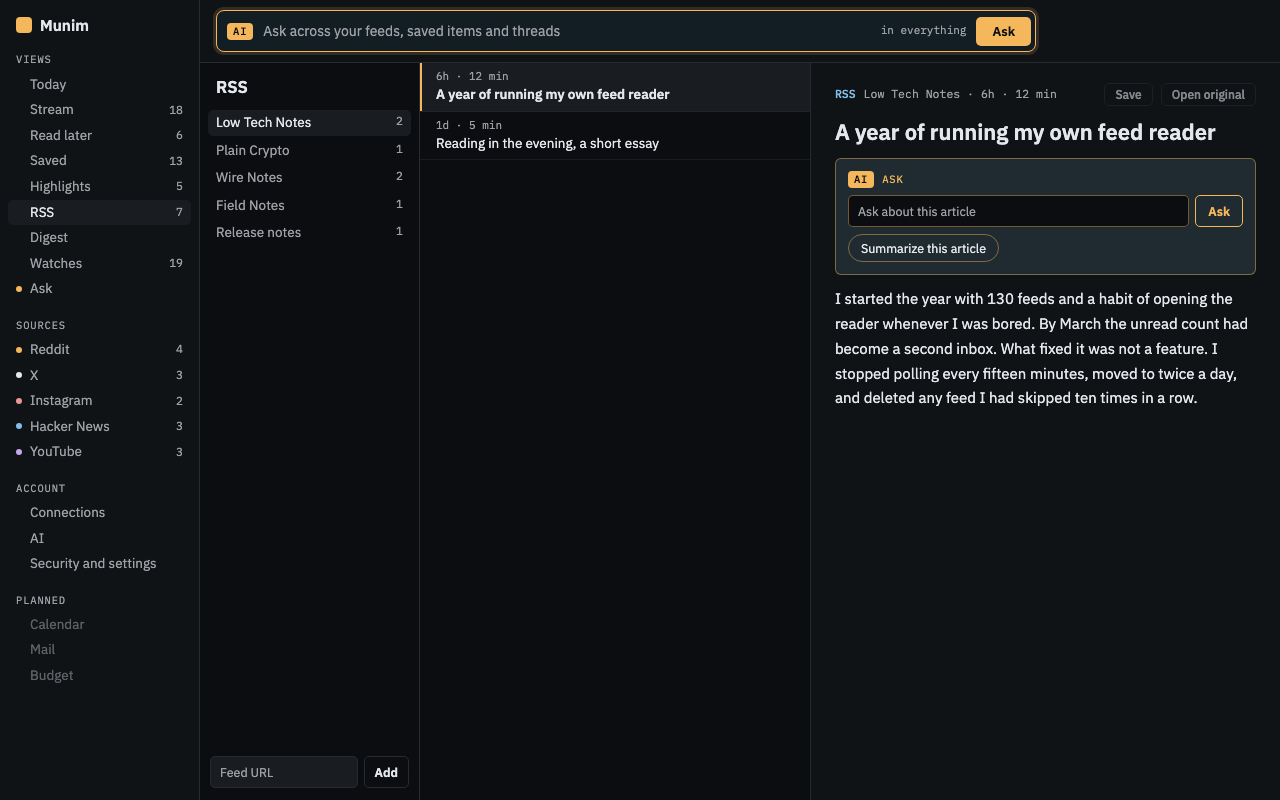 Munim
VIEWS
Today
Stream 18
Read later 6
Saved 13
Highlights 5
RSS 7
Digest
Watches 19
Ask
SOURCES
Reddit 4
X 3
Instagram 2
Hacker News 3
YouTube 3
ACCOUNT
Connections
AI
Security and settings
PLANNED
Calendar
Mail
Budget
AI Ask across your feeds, saved items and threads in everything Ask
RSS
Low Tech Notes 2
Plain Crypto 1
Wire Notes 2
Field Notes 1
Release notes 1
Feed URL Add
6h · 12 min
A year of running my own feed reader
1d · 5 min
Reading in the evening, a short essay
RSS Low Tech Notes · 6h · 12 min Save Open original
A year of running my own feed reader
AI ASK
Ask about this article Ask
Summarize this article
I started the year with 130 feeds and a habit of opening the
reader whenever I was bored. By March the unread count had
become a second inbox. What fixed it was not a feature. I
stopped polling every fifteen minutes, moved to twice a day,
and deleted any feed I had skipped ten times in a row.